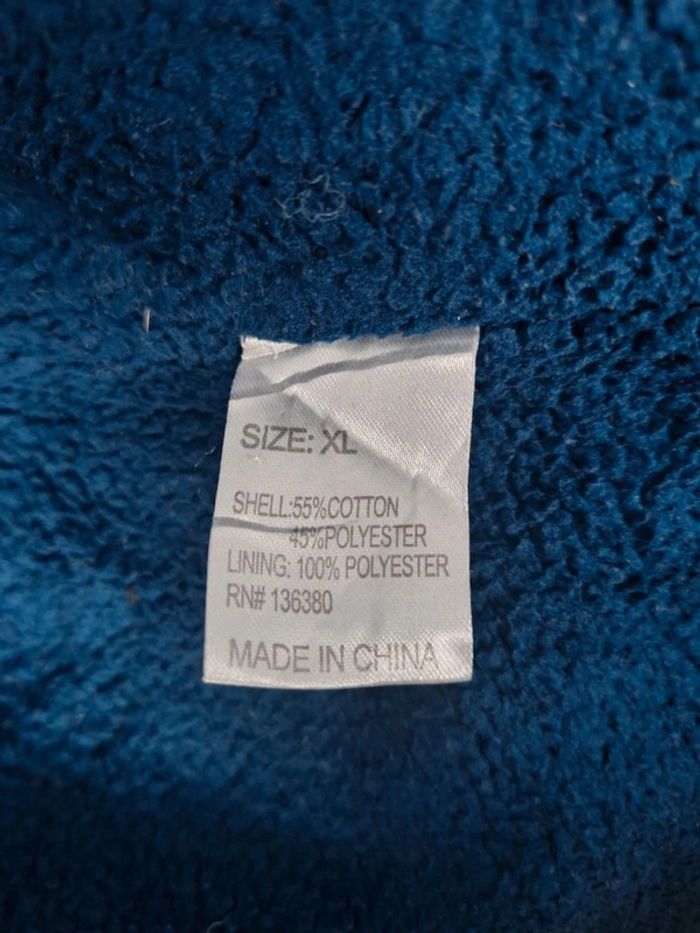 SIZE: XL
SHELL:55%COTTON
45%POLYESTER
LINING: 100% POLYESTER
RN# 136380
MADE IN CHINA